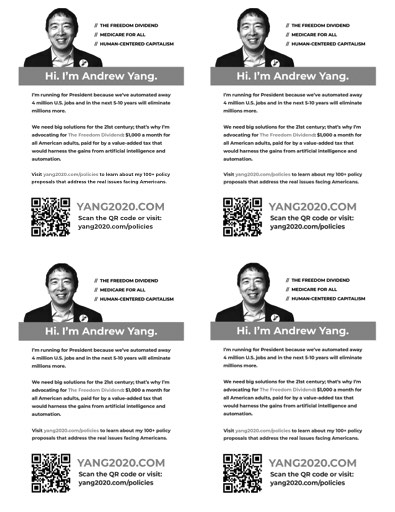 // THE FREEDOM DIVIDEND
// MEDICARE FOR ALL
// HUMAN-CENTERED CAPITALISM
Hi. I'm Andrew Yang.
I'm running for President because we've automated away
4 million U.S. jobs and in the next 5-10 years will eliminate
millions more.
We need big solutions for the 21st century; that's why I'm
advocating for The Freedom Dividend: $1,000 a month for
all American adults, paid for by a value-added tax that
would harness the gains from artificial intelligence and
automation.
Visit yang2020.com/policies to learn about my 100+ policy
proposals that address the real issues facing Americans.
YANG2020.COM
Scan the QR code or visit:
yang2020.com/policies
// THE FREEDOM DIVIDEND
// MEDICARE FOR ALL
// HUMAN-CENTERED CAPITALISM
Hi. I'm Andrew Yang.
I'm running for President because we've automated away
4 million U.S. jobs and in the next 5-10 years will eliminate
millions more.
We need big solutions for the 21st century; that's why I'm
advocating for The Freedom Dividend: $1,000 a month for
all American adults, paid for by a value-added tax that
would harness the gains from artificial intelligence and
automation.
Visit yang2020.com/policies to learn about my 100+ policy
proposals that address the real issues facing Americans.
YANG2020.COM
Scan the QR code or visit:
yang2020.com/policies
// THE FREEDOM DIVIDEND
// MEDICARE FOR ALL
// HUMAN-CENTERED CAPITALISM
Hi. I'm Andrew Yang.
I'm running for President because we've automated away
4 million U.S. jobs and in the next 5-10 years will eliminate
millions more.
We need big solutions for the 21st century; that's why I'm
advocating for The Freedom Dividend: $1,000 a month for
all American adults, paid for by a value-added tax that
would harness the gains from artificial intelligence and
automation.
Visit yang2020.com/policies to learn about my 100+ policy
proposals that address the real issues facing Americans.
YANG2020.COM
Scan the QR code or visit:
yang2020.com/policies
// THE FREEDOM DIVIDEND
// MEDICARE FOR ALL
// HUMAN-CENTERED CAPITALISM
Hi. I'm Andrew Yang.
I'm running for President because we've automated away
4 million U.S. jobs and in the next 5-10 years will eliminate
millions more.
We need big solutions for the 21st century; that's why I'm
advocating for The Freedom Dividend: $1,000 a month for
all American adults, paid for by a value-added tax that
would harness the gains from artificial intelligence and
automation.
Visit yang2020.com/policies to learn about my 100+ policy
proposals that address the real issues facing Americans.
YANG2020.COM
Scan the QR code or visit:
yang2020.com/policies